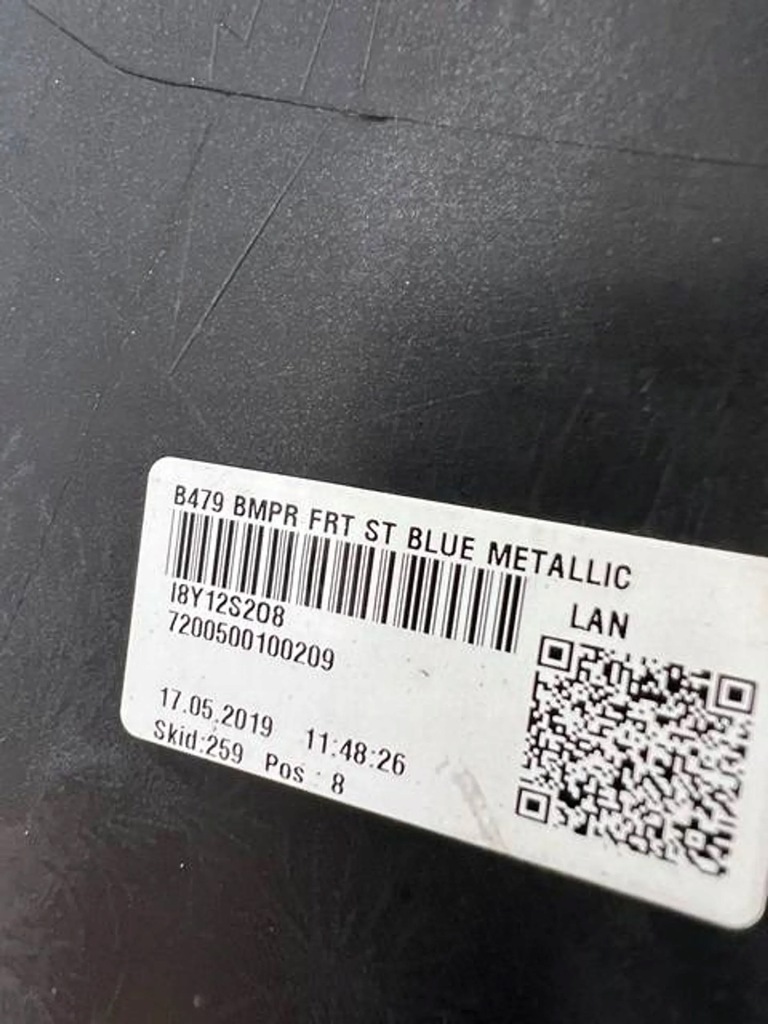 B479 BMPR FRT ST BLUE METALLIC
LAN
I8Y12S208
7200500100209
17.05.2019 11:48:26
Skid:259 Pos : 8